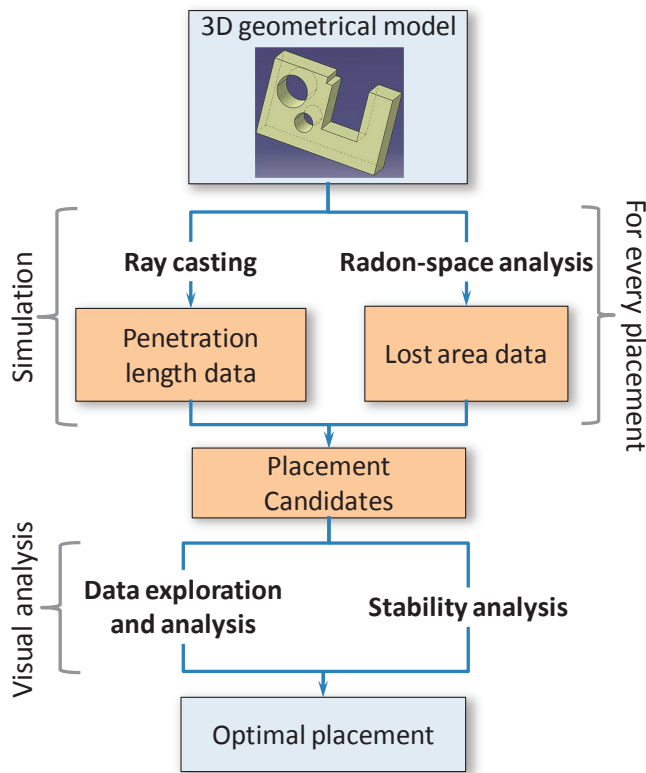 3D geometrical model
Simulation
For every placement
Ray casting
Radon-space analysis
Penetration
length data
Lost area data
Placement
Candidates
Visual analysis
Data exploration
and analysis
Stability analysis
Optimal placement